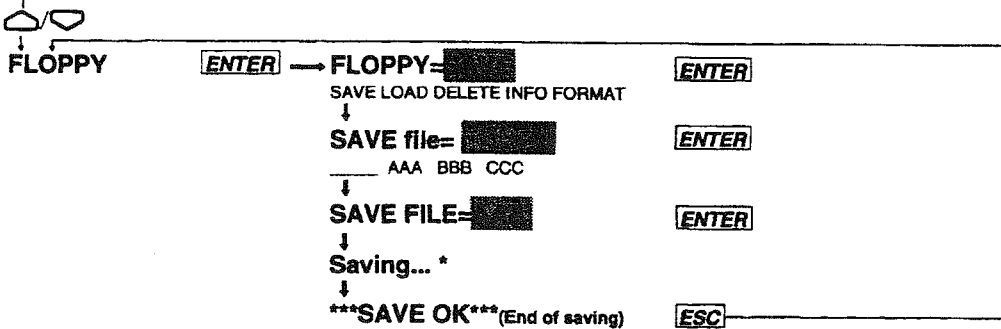 FLOPPY ENTER FLOPPY= ENTER
SAVE LOAD DELETE INFO FORMAT
SAVE file= ENTER
____ AAA BBB CCC
SAVE FILE= ENTER
Saving... *
***SAVE OK***(End of saving) ESC